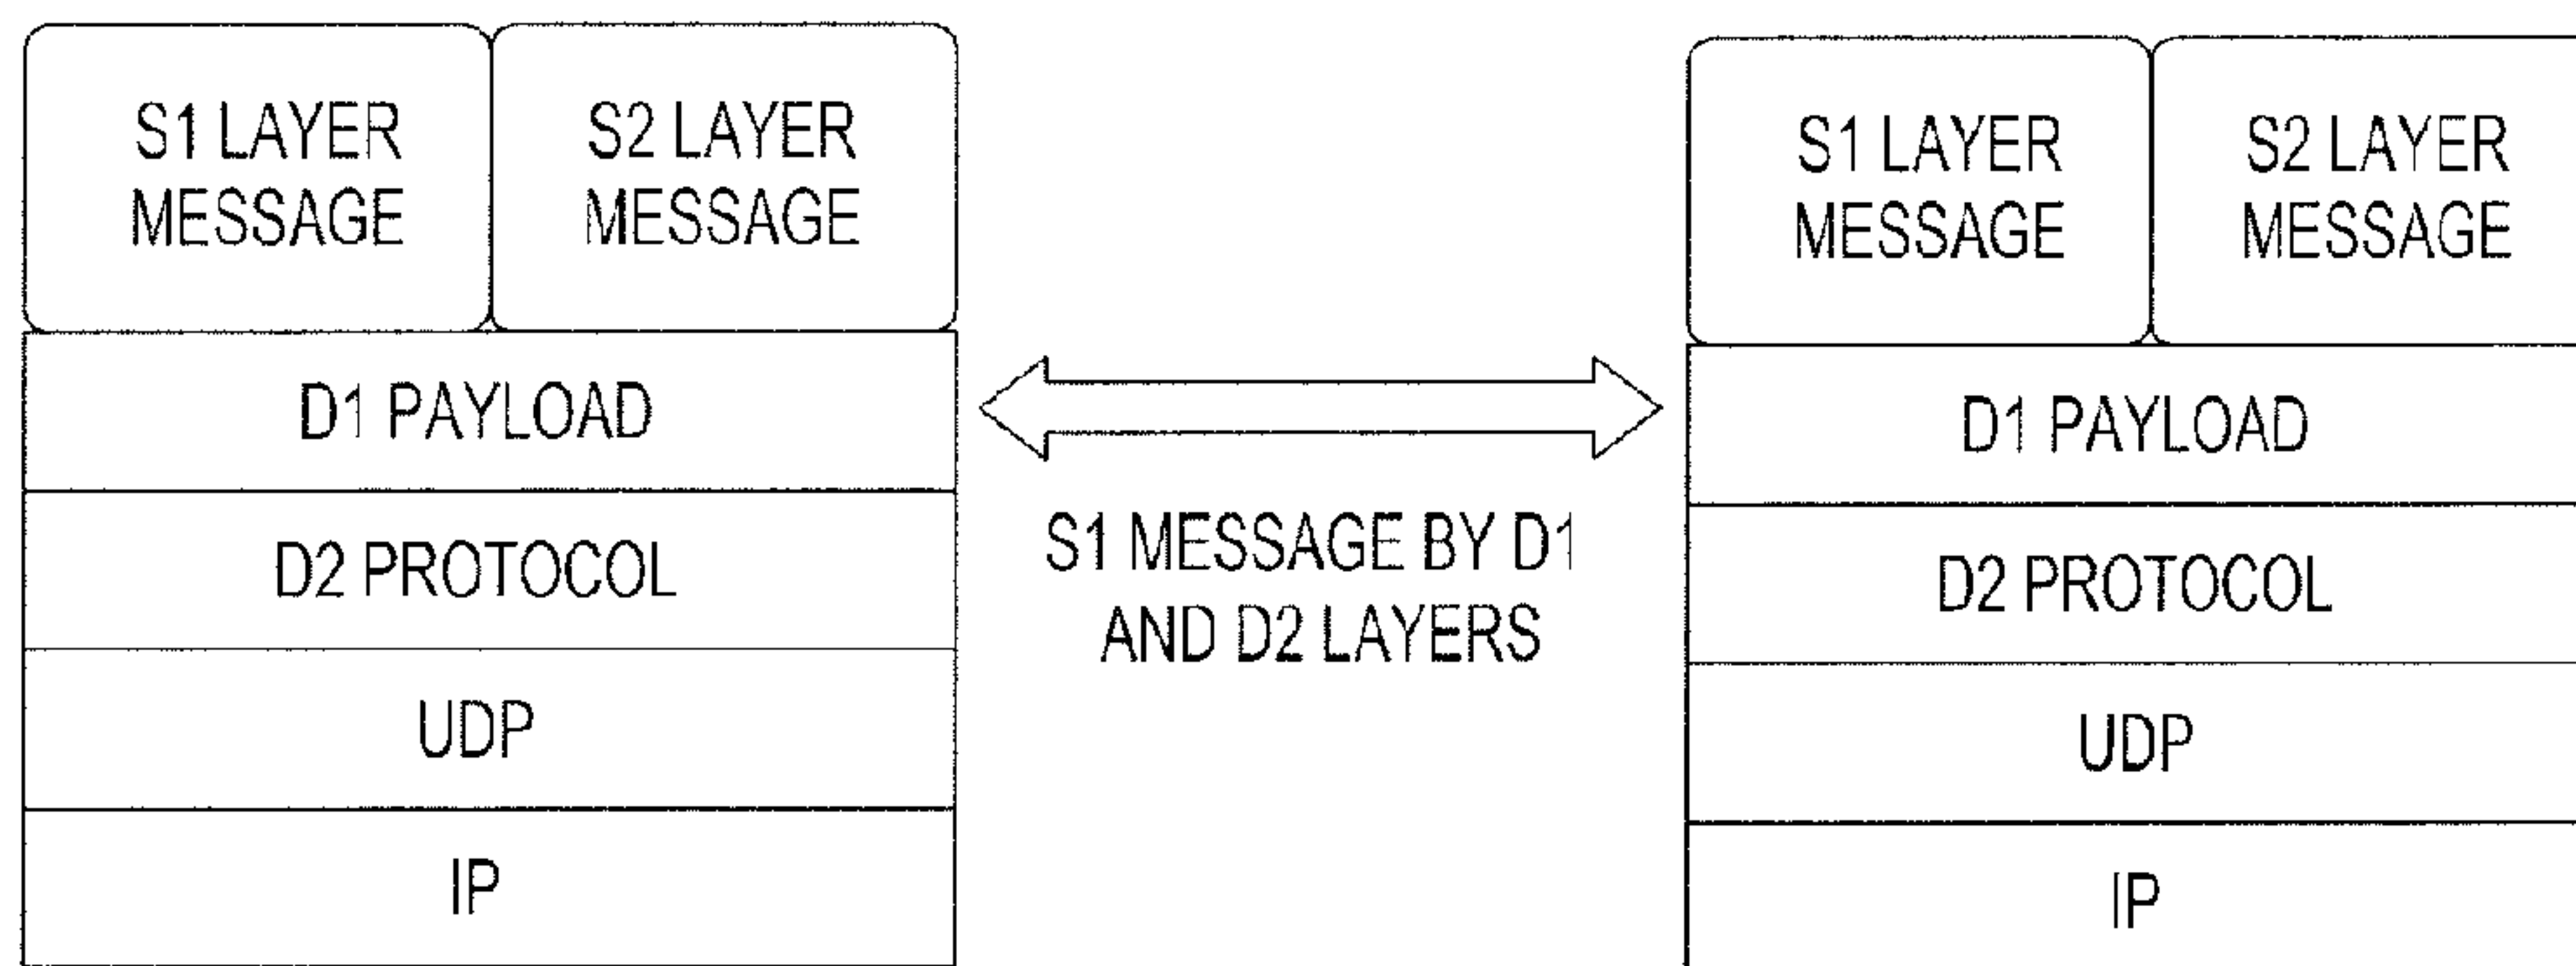 S1 LAYER
MESSAGE
S2 LAYER
MESSAGE
D1 PAYLOAD
D2 PROTOCOL
UDP
IP
S1 MESSAGE BY D1
AND D2 LAYERS
S1 LAYER
MESSAGE
S2 LAYER
MESSAGE
D1 PAYLOAD
D2 PROTOCOL
UDP
IP